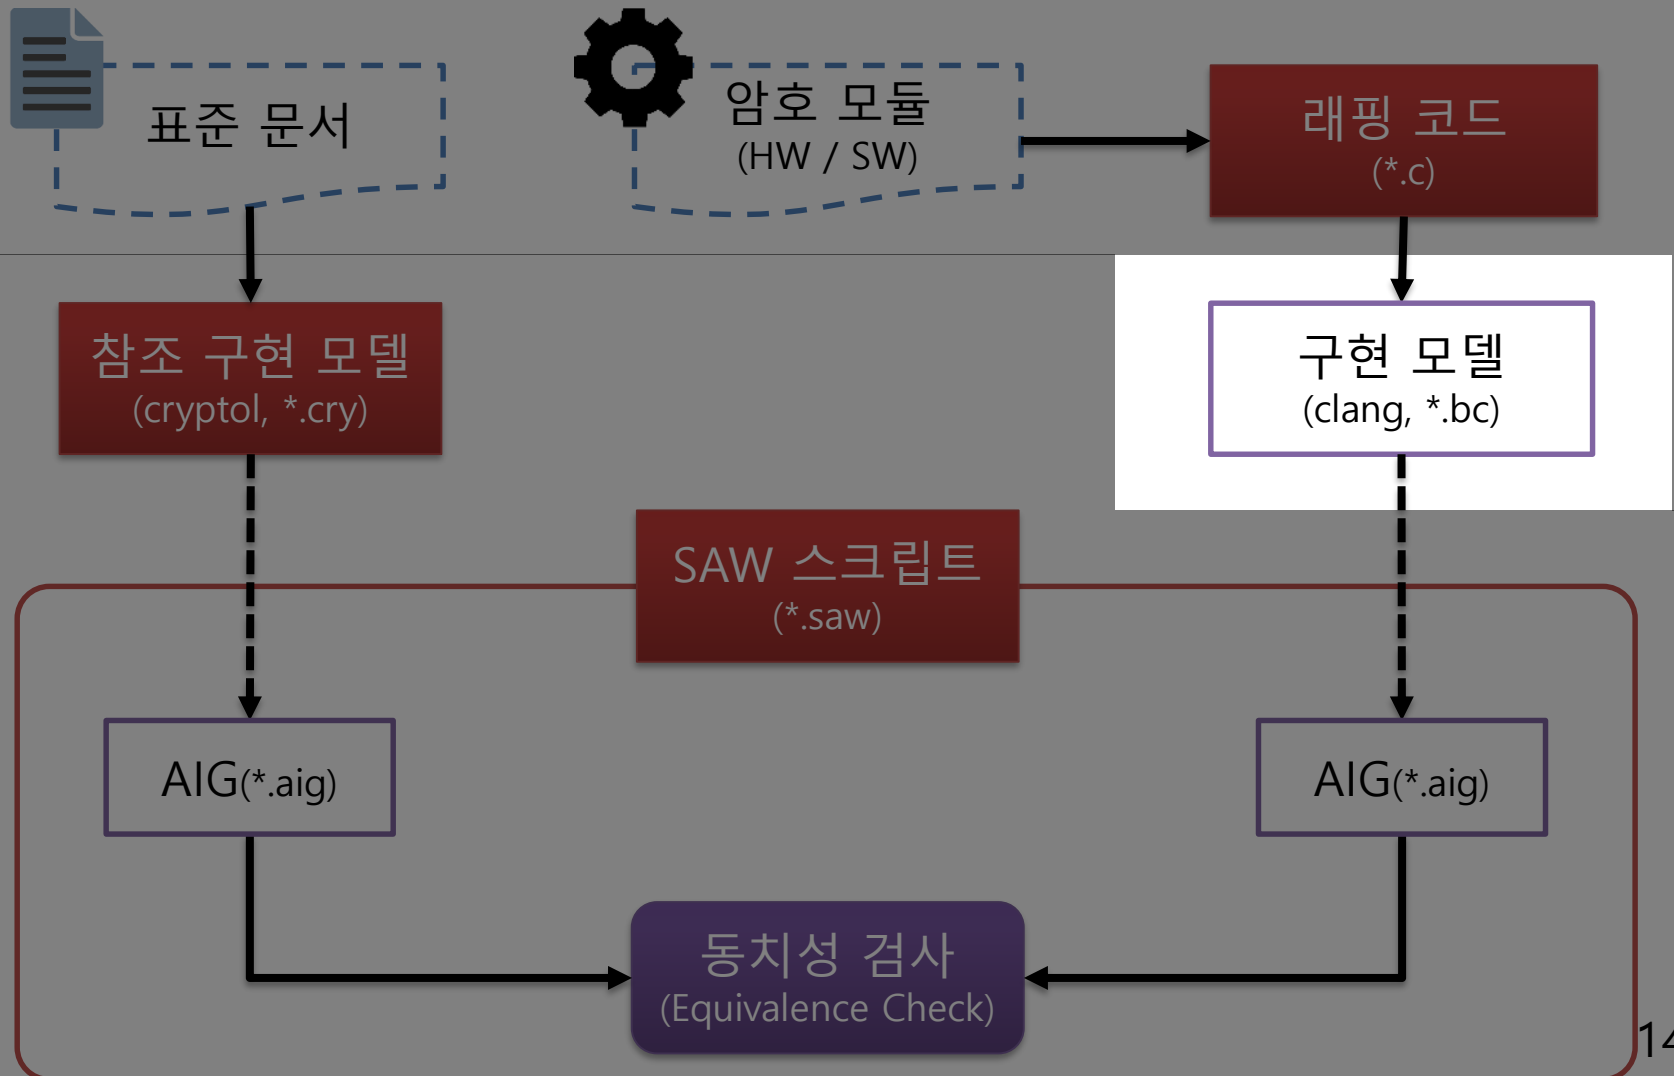 표준 문서
암호 모듈
(HW / SW)
래핑 코드
(*.c)
참조 구현 모델
(cryptol, *.cry)
구현 모델
(clang, *.bc)
SAW 스크립트
(*.saw)
AIG(*.aig)
AIG(*.aig)
동치성 검사
(Equivalence Check)
14